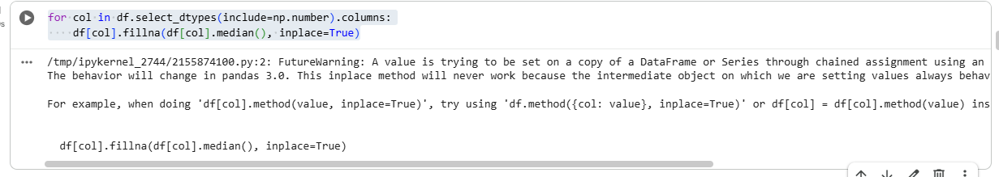 for col in df.select_dtypes(include=np.number).columns:
    df[col].fillna(df[col].median(), inplace=True)
/tmp/ipykernel_2744/2155874100.py:2: FutureWarning: A value is trying to be set on a copy of a DataFrame or Series through chained assignment using an
The behavior will change in pandas 3.0. This inplace method will never work because the intermediate object on which we are setting values always behav
For example, when doing 'df[col].method(value, inplace=True)', try using 'df.method({col: value}, inplace=True)' or df[col] = df[col].method(value) ins
  df[col].fillna(df[col].median(), inplace=True)